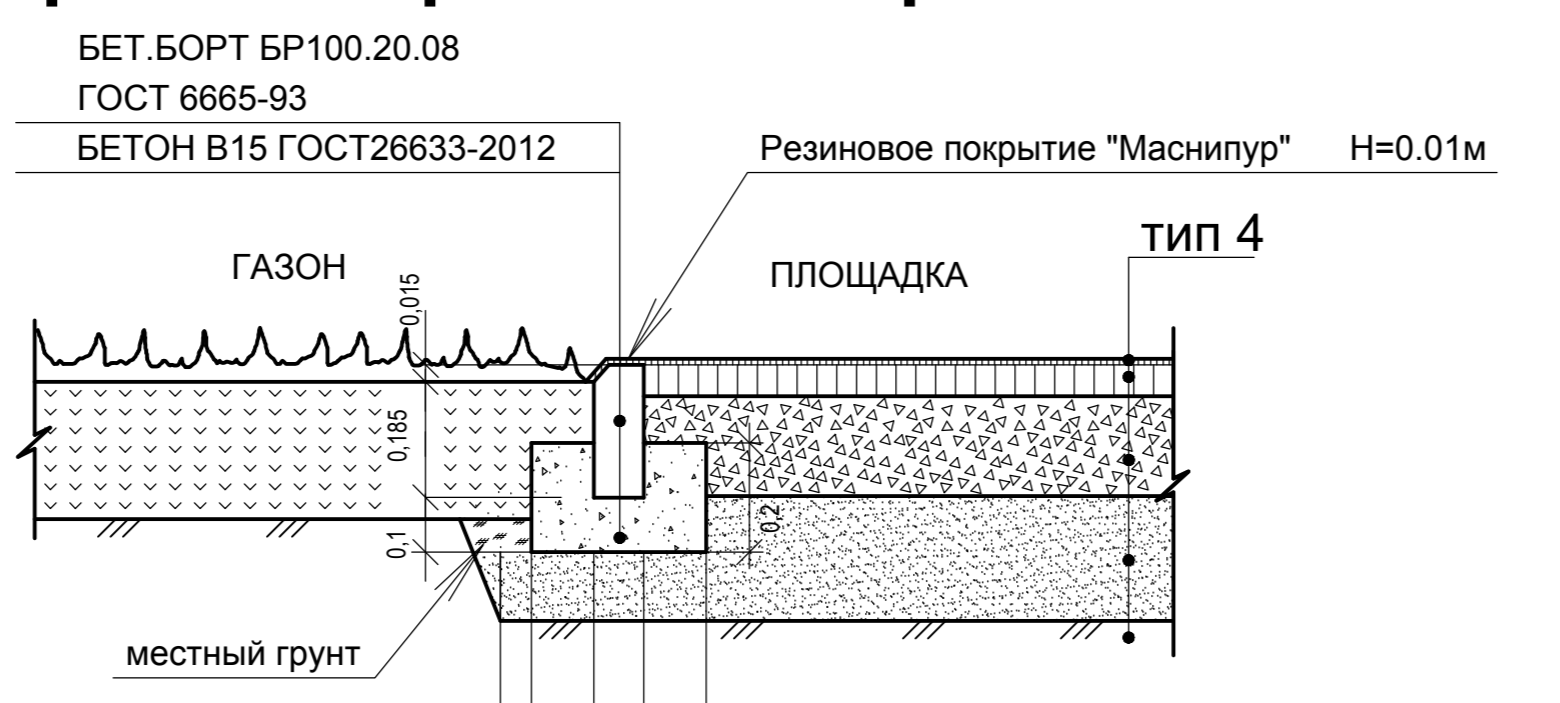 БЕТ.БОРТ БР100.20.08
ГОСТ 6665-93
БЕТОН В15 ГОСТ26633-2012
Резиновое покрытие "Маснипур" Н=0.01м
тип 4
ГАЗОН
ПЛОЩАДКА
0,015
0,185
0,1
0,2
местный грунт